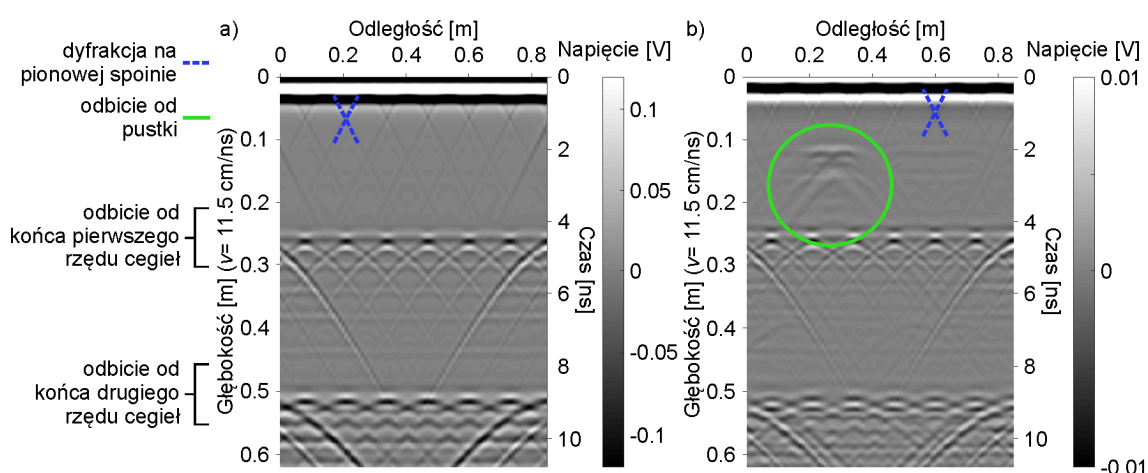 dyfrakcja na
pionowej spoinie
odbicie od
pustki
odbicie od
końca pierwszego
rzędu cegieł
odbicie od
końca drugiego
rzędu cegieł
a)
Odległość [m]
0 0.2 0.4 0.6 0.8
Głębokość [m] (v= 11.5 cm/ns)
0
0.1
0.2
0.3
0.4
0.5
0.6
Czas [ns]
0
2
4
6
8
10
Napięcie [V]
0.1
0.05
0
-0.05
-0.1
b)
Odległość [m]
0 0.2 0.4 0.6 0.8
Głębokość [m] (v= 11.5 cm/ns)
0
0.1
0.2
0.3
0.4
0.5
0.6
Czas [ns]
0
2
4
6
8
10
Napięcie [V]
0.01
0
-0.01